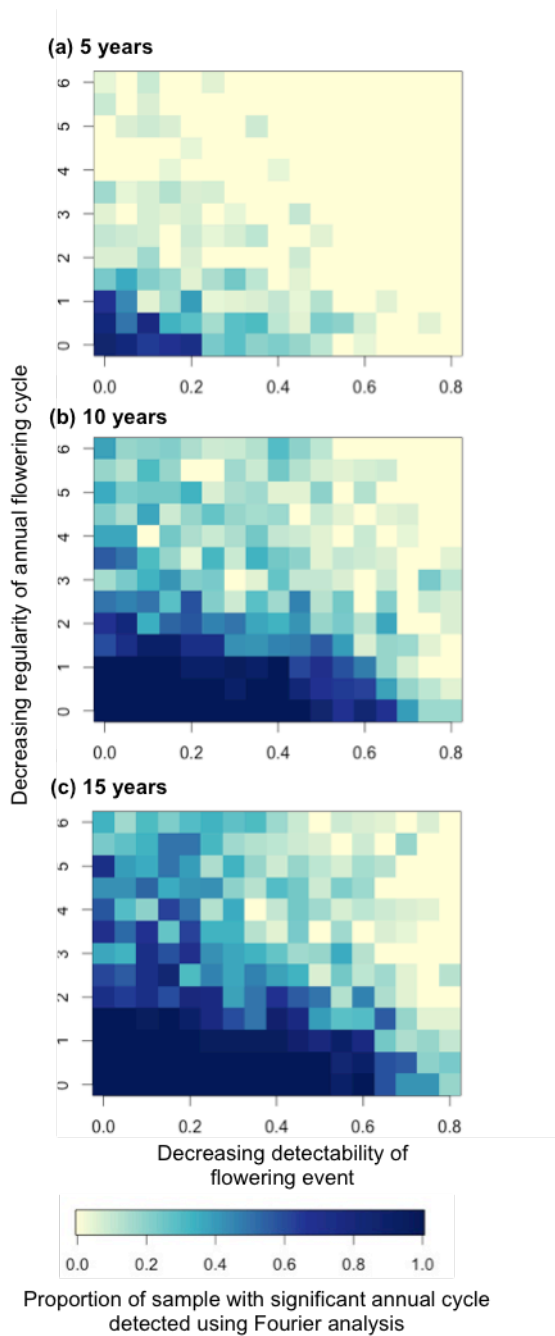 (a) 5 years
6
5
4
3
2
1
0
0.0 0.2 0.4 0.6 0.8
Decreasing regularity of annual flowering cycle
(b) 10 years
6
5
4
3
2
1
0
0.0 0.2 0.4 0.6 0.8
(c) 15 years
6
5
4
3
2
1
0
0.0 0.2 0.4 0.6 0.8
Decreasing detectability of
flowering event
0.0 0.2 0.4 0.6 0.8 1.0
Proportion of sample with significant annual cycle
detected using Fourier analysis